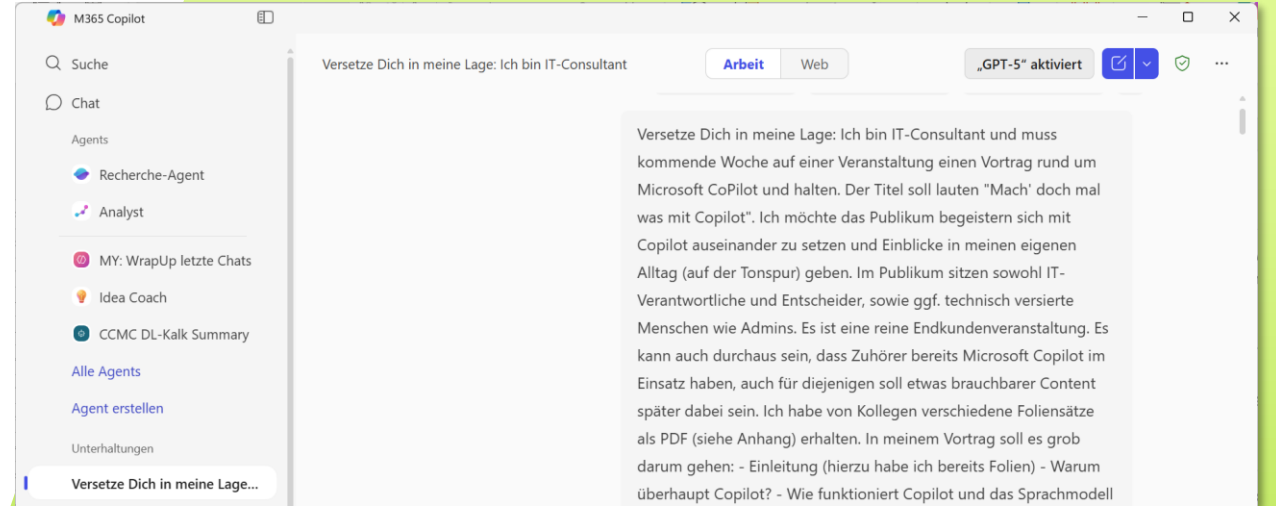 M365 Copilot
Suche
Chat
Agents
Recherche-Agent
Analyst
MY: WrapUp letzte Chats
Idea Coach
CCMC DL-Kalk Summary
Alle Agents
Agent erstellen
Unterhaltungen
Versetze Dich in meine Lage...
Versetze Dich in meine Lage: Ich bin IT-Consultant
Arbeit
Web
„GPT-5“ aktiviert
Versetze Dich in meine Lage: Ich bin IT-Consultant und muss
kommende Woche auf einer Veranstaltung einen Vortrag rund um
Microsoft CoPilot und halten. Der Titel soll lauten "Mach' doch mal
was mit Copilot". Ich möchte das Publikum begeistern sich mit
Copilot auseinander zu setzen und Einblicke in meinen eigenen
Alltag (auf der Tonspur) geben. Im Publikum sitzen sowohl IT-
Verantwortliche und Entscheider, sowie ggf. technisch versierte
Menschen wie Admins. Es ist eine reine Endkundenveranstaltung. Es
kann auch durchaus sein, dass Zuhörer bereits Microsoft Copilot im
Einsatz haben, auch für diejenigen soll etwas brauchbarer Content
später dabei sein. Ich habe von Kollegen verschiedene Foliensätze
als PDF (siehe Anhang) erhalten. In meinem Vortrag soll es grob
darum gehen: - Einleitung (hierzu habe ich bereits Folien) - Warum
überhaupt Copilot? - Wie funktioniert Copilot und das Sprachmodell